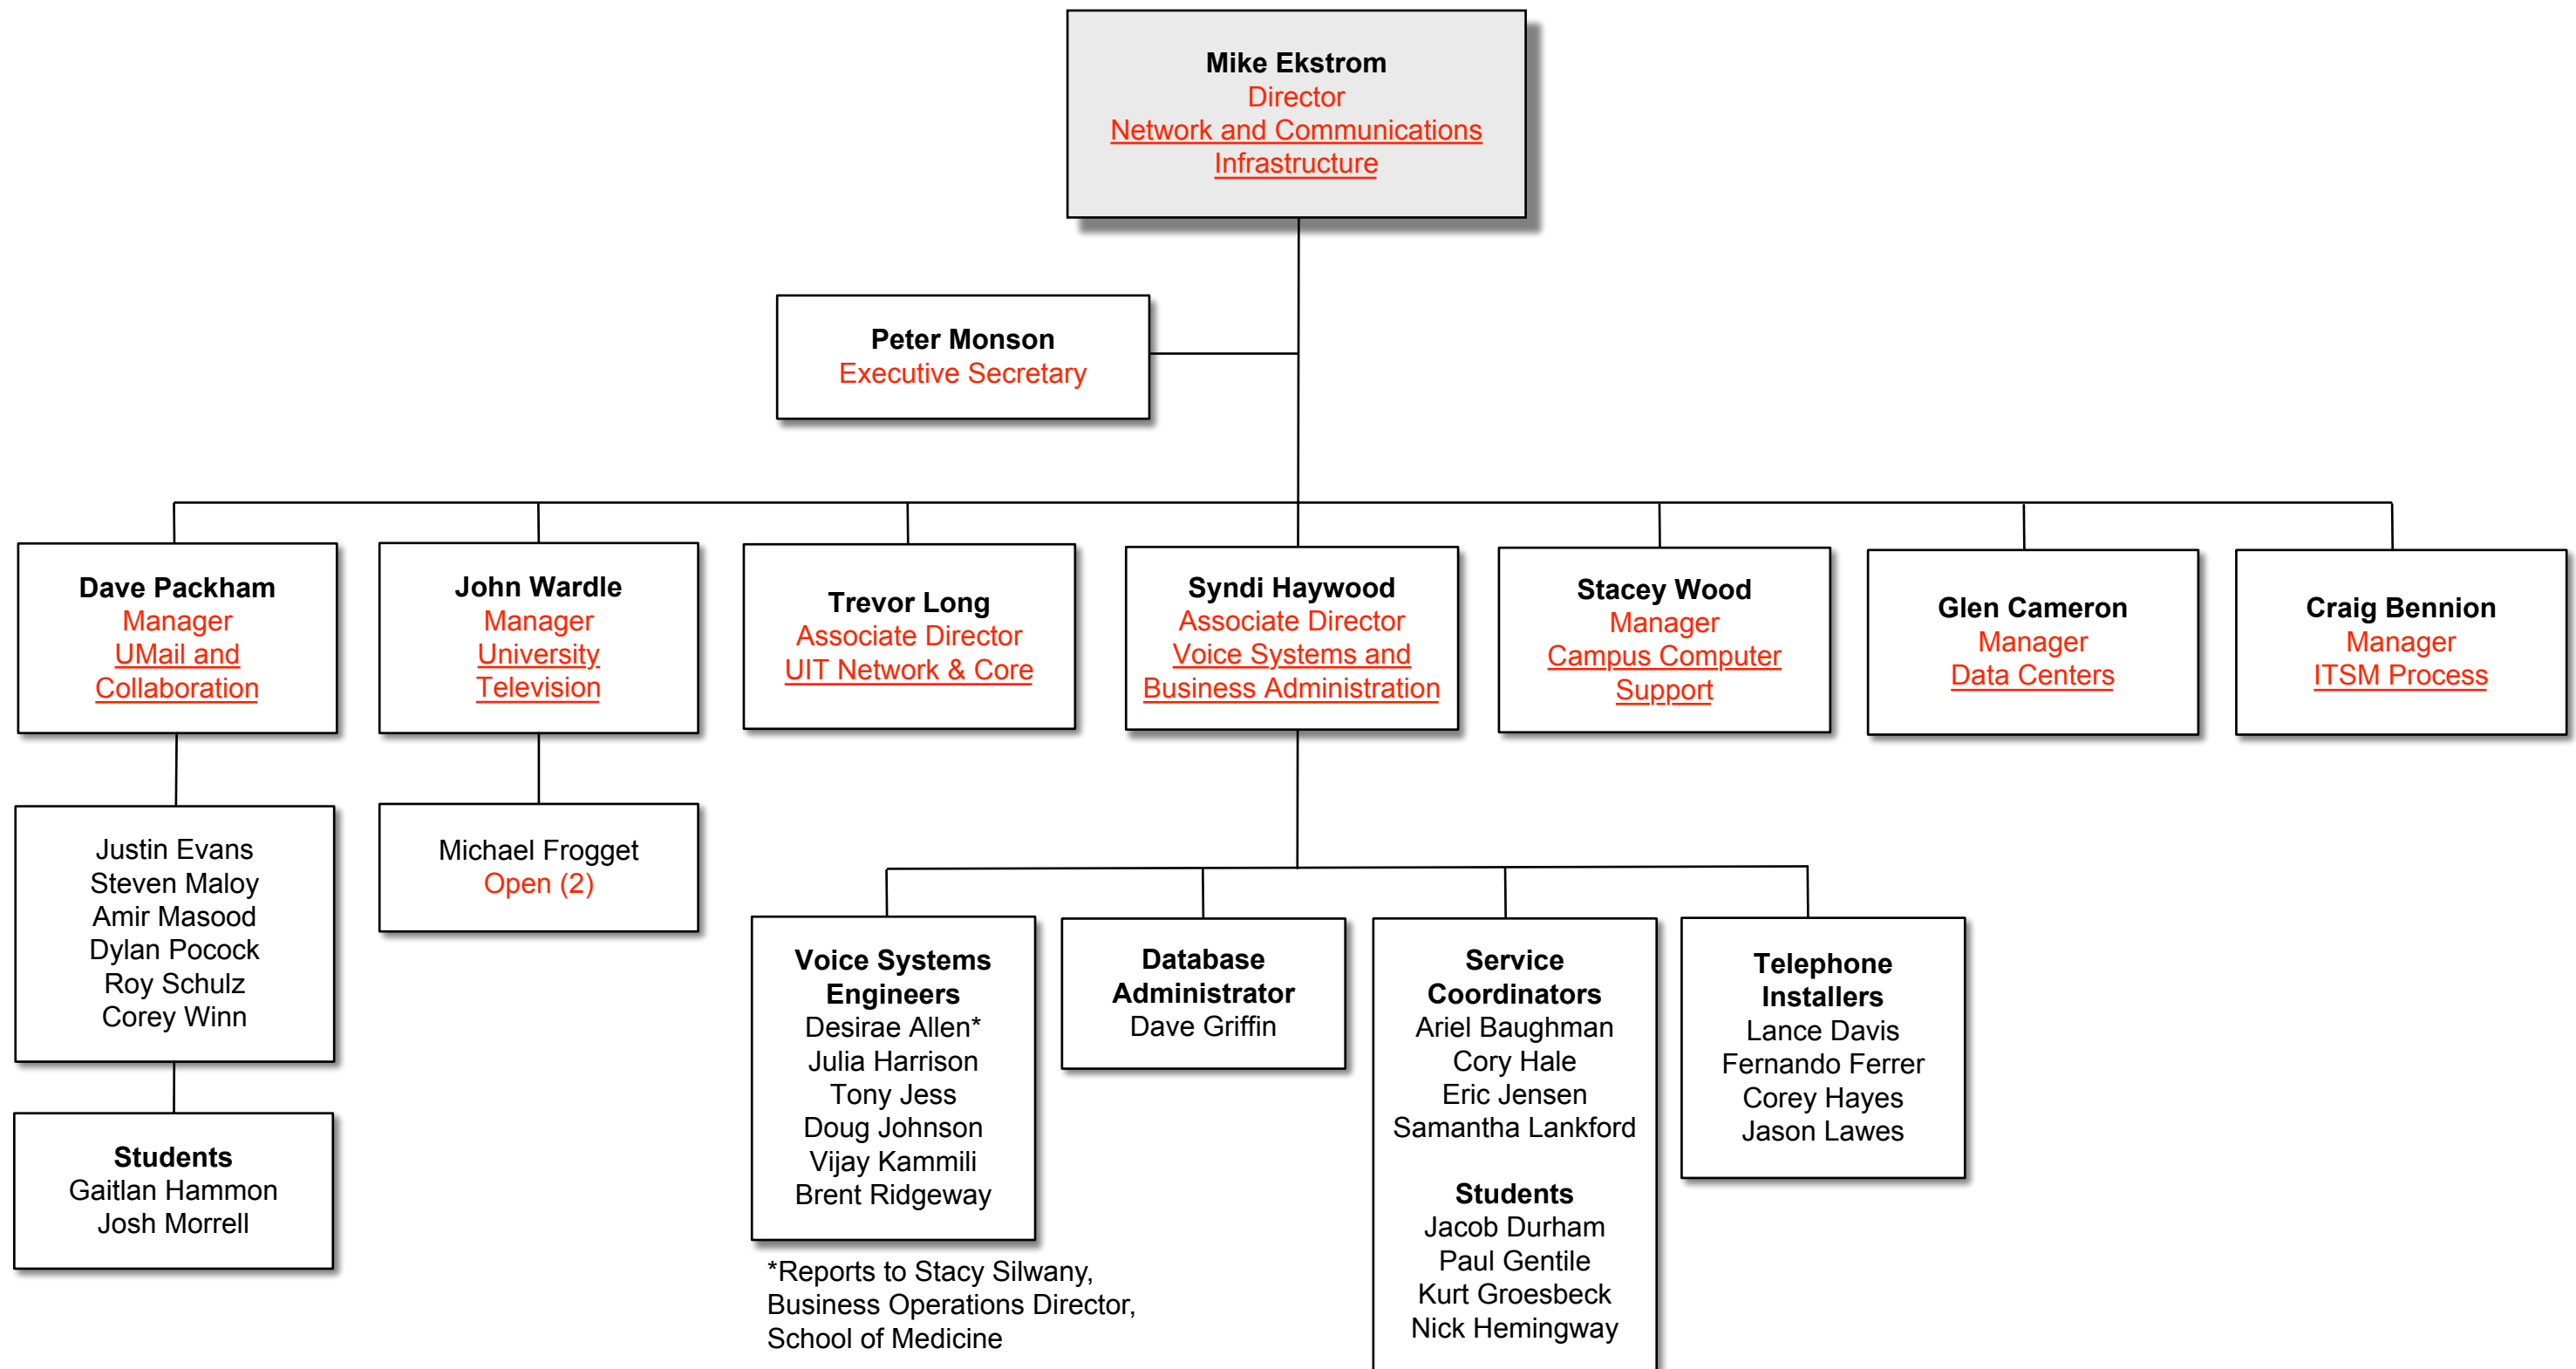 Mike Ekstrom
Director
Network and Communications
Infrastructure
Peter Monson
Executive Secretary
Dave Packham
Manager
UMail and
Collaboration
John Wardle
Manager
University
Television
Trevor Long
Associate Director
UIT Network & Core
Syndi Haywood
Associate Director
Voice Systems and
Business Administration
Stacey Wood
Manager
Campus Computer
Support
Glen Cameron
Manager
Data Centers
Craig Bennion
Manager
ITSM Process
Justin Evans
Steven Maloy
Amir Masood
Dylan Pocock
Roy Schulz
Corey Winn
Michael Frogget
Open (2)
Students
Gaitlan Hammon
Josh Morrell
Voice Systems
Engineers
Desirae Allen*
Julia Harrison
Tony Jess
Doug Johnson
Vijay Kammili
Brent Ridgeway
*Reports to Stacy Silwany,
Business Operations Director,
School of Medicine
Database
Administrator
Dave Griffin
Service
Coordinators
Ariel Baughman
Cory Hale
Eric Jensen
Samantha Lankford
Students
Jacob Durham
Paul Gentile
Kurt Groesbeck
Nick Hemingway
Telephone
Installers
Lance Davis
Fernando Ferrer
Corey Hayes
Jason Lawes